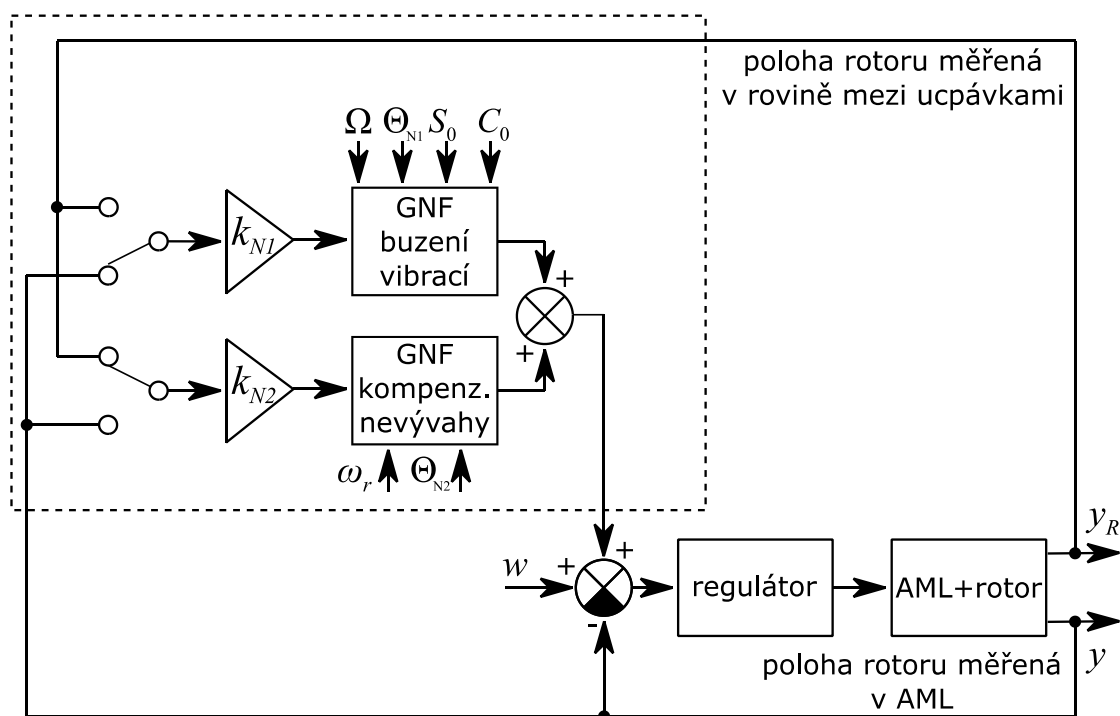 poloha rotoru měřená
v rovině mezi ucpávkami
Ω Θ_N1 S_0 C_0
k_N1
GNF
buzení
vibrací
+
+
k_N2
GNF
kompenz.
nevývahy
ω_r Θ_N2
w
+
+
-
regulátor
AML+rotor
y_R
y
poloha rotoru měřená
v AML